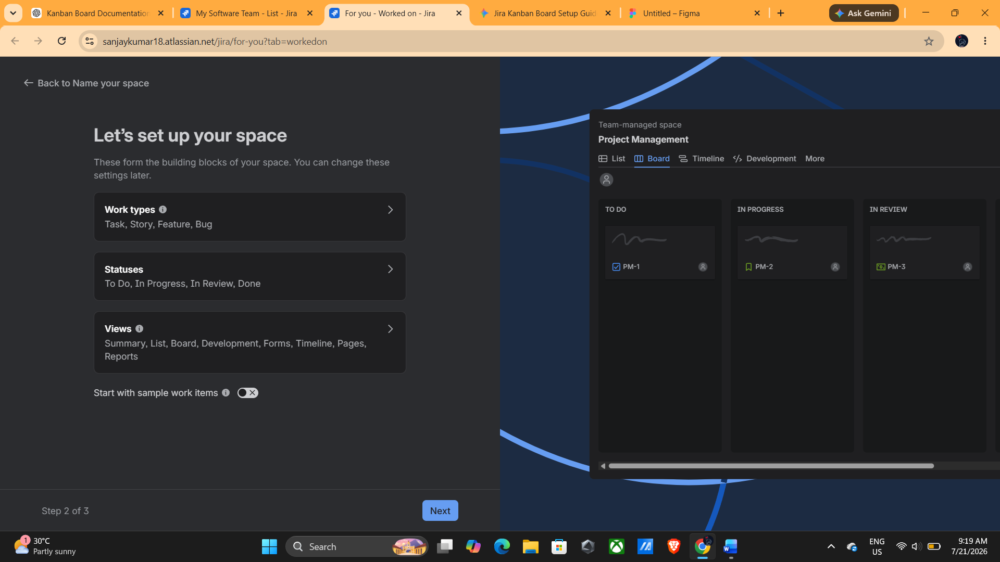 Kanban Board Documentation
My Software Team - List - Jira
For you - Worked on - Jira
Jira Kanban Board Setup Guid
Untitled – Figma
Ask Gemini
sanjaykumar18.atlassian.net/jira/for-you?tab=workedon
Back to Name your space
Let’s set up your space
These form the building blocks of your space. You can change these
settings later.
Work types
Task, Story, Feature, Bug
Statuses
To Do, In Progress, In Review, Done
Views
Summary, List, Board, Development, Forms, Timeline, Pages,
Reports
Start with sample work items
Step 2 of 3
Next
Team-managed space
Project Management
List
Board
Timeline
Development
More
TO DO
IN PROGRESS
IN REVIEW
PM-1
PM-2
PM-3
1
30°C
Partly sunny
Search
W
ENG
US
9:19 AM
7/21/2026